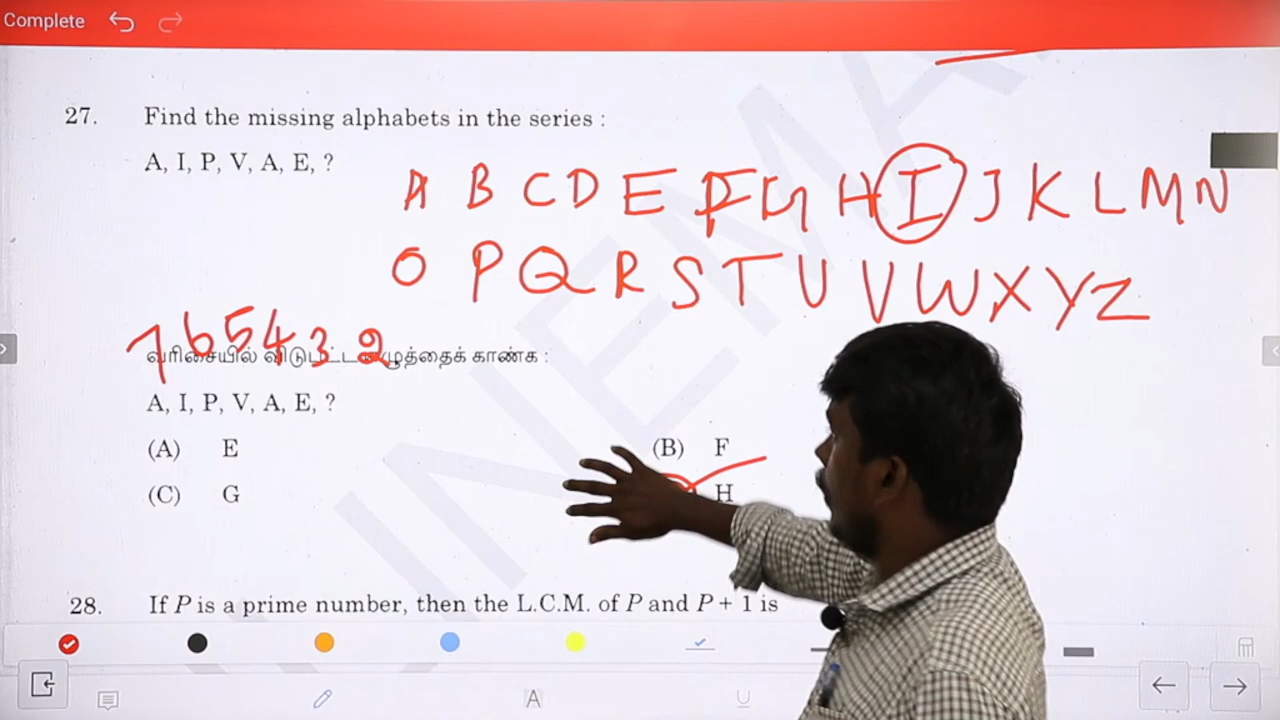 Complete
27. Find the missing alphabets in the series :
A, I, P, V, A, E, ?
A B C D E F G H I J K L M N
O P Q R S T U V W X Y Z
7 6 5 4 3 2
வரிசையில் விடுபட்ட எழுத்தைக் காண்க :
A, I, P, V, A, E, ?
(A) E (B) F
(C) G H
28. If P is a prime number, then the L.C.M. of P and P + 1 is
A U